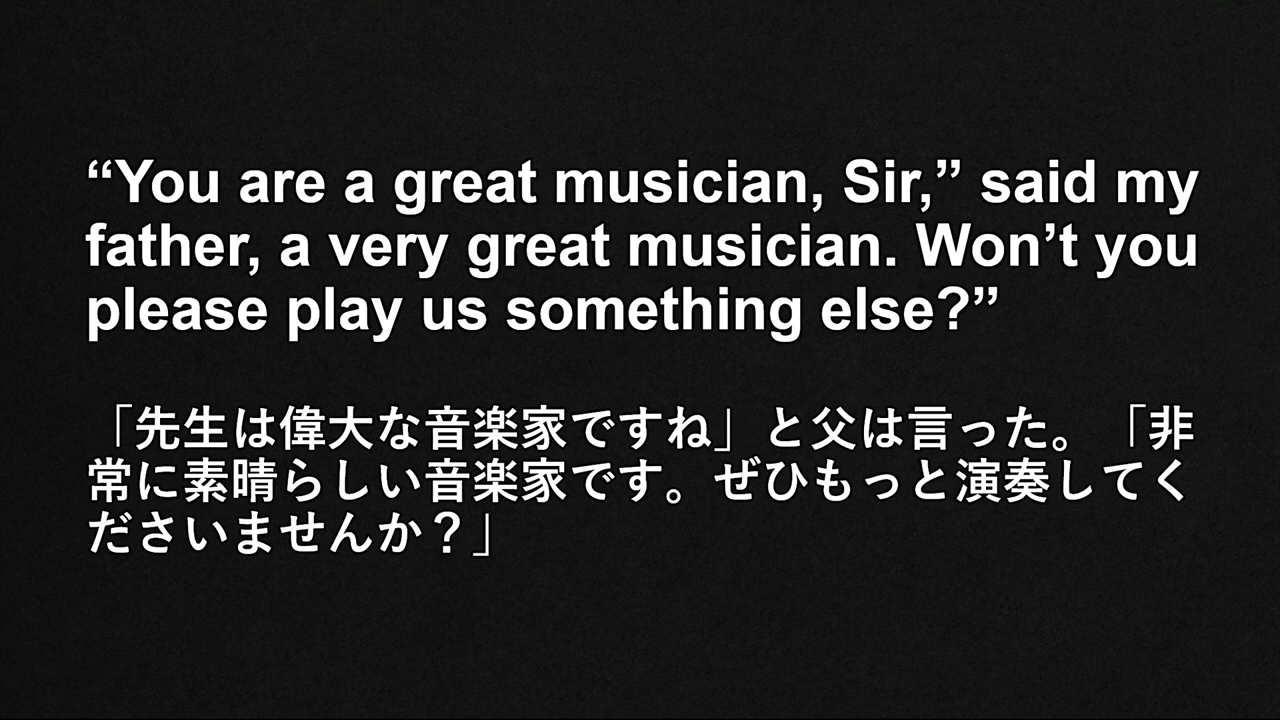 “You are a great musician, Sir,” said my
father, a very great musician. Won’t you
please play us something else?”
「先生は偉大な音楽家ですね」と父は言った。「非
常に素晴らしい音楽家です。ぜひもっと演奏してく
ださいませんか？」